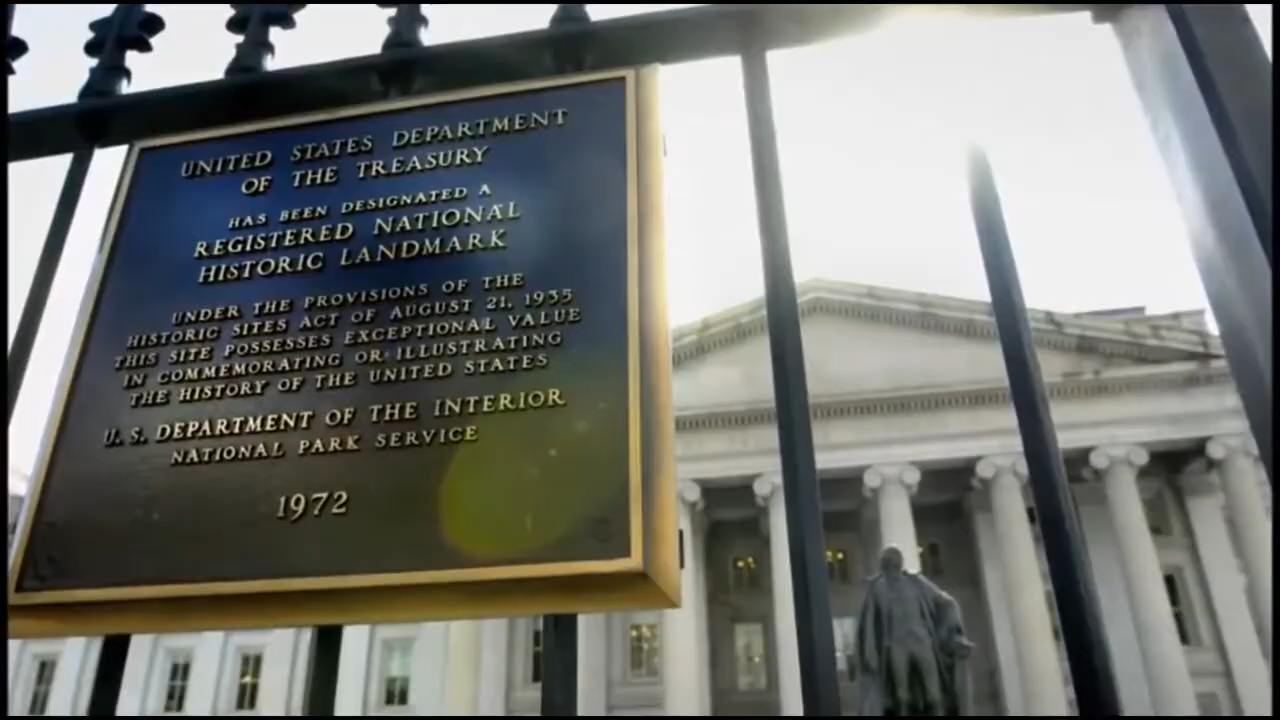 UNITED STATES DEPARTMENT
OF THE TREASURY
HAS BEEN DESIGNATED A
REGISTERED NATIONAL
HISTORIC LANDMARK
UNDER THE PROVISIONS OF THE
HISTORIC SITES ACT OF AUGUST 21, 1935
THIS SITE POSSESSES EXCEPTIONAL VALUE
IN COMMEMORATING OR ILLUSTRATING
THE HISTORY OF THE UNITED STATES
U. S. DEPARTMENT OF THE INTERIOR
NATIONAL PARK SERVICE
1972